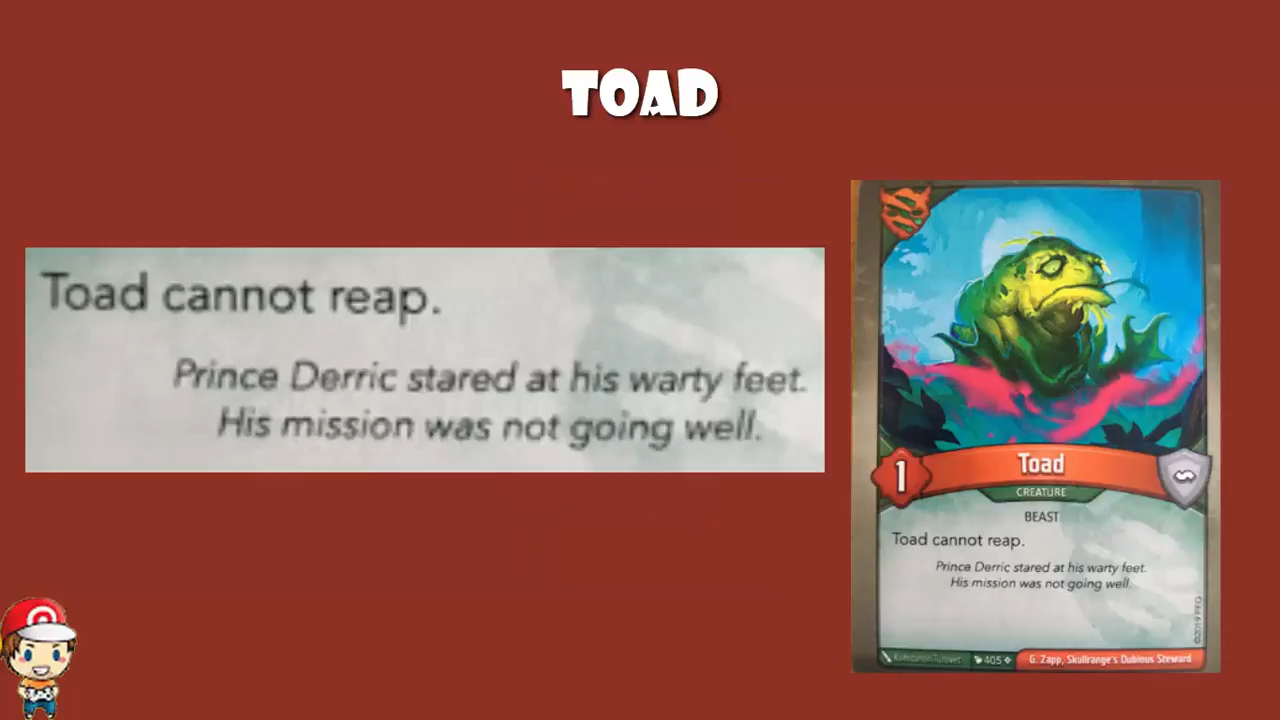 TOAD
Toad cannot reap.
Prince Derric stared at his warty feet.
His mission was not going well.
1
Toad
CREATURE
BEAST
Toad cannot reap.
Prince Derric stared at his warty feet.
His mission was not going well.
©2019 FFG
405
G. Zapp, Skullrange's Dubious Steward